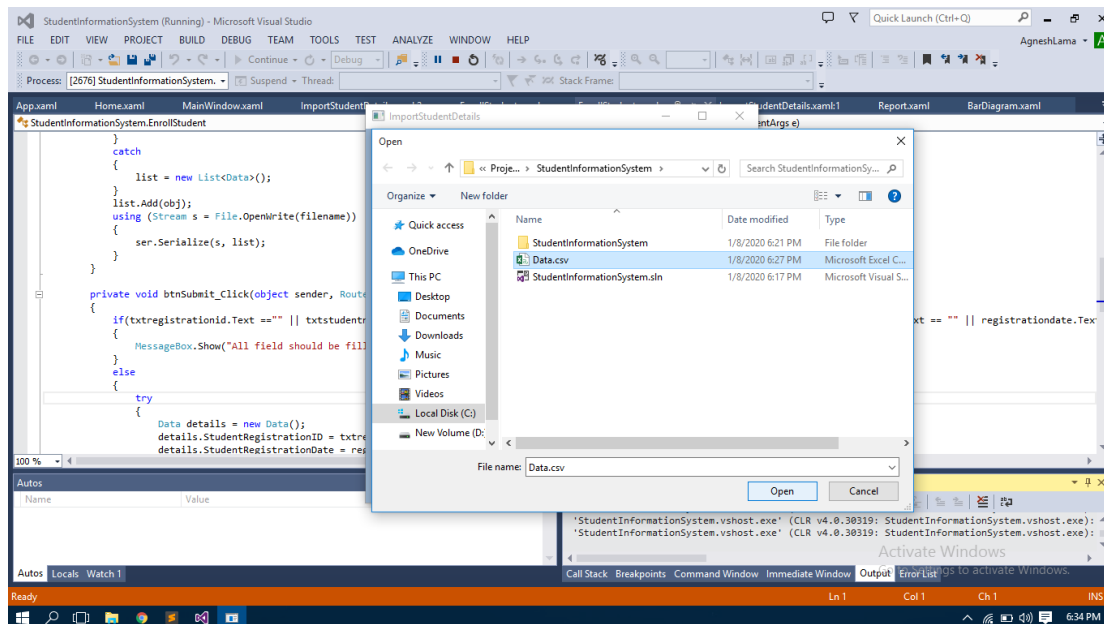 StudentInformationSystem (Running) - Microsoft Visual Studio
Quick Launch (Ctrl+Q)
FILE EDIT VIEW PROJECT BUILD DEBUG TEAM TOOLS TEST ANALYZE WINDOW HELP
AgneshLama
Continue Debug
Process: [2676] StudentInformationSystem. Suspend Thread: Stack Frame:
App.xaml Home.xaml MainWindow.xaml ImportStudent udentDetails.xaml:1 Report.xaml BarDiagram.xaml
StudentInformationSystem.EnrollStudent
entArgs e)
ImportStudentDetails
Open
« Proje... › StudentInformationSystem ›
Search StudentInformationSy...
Organize New folder
Name Date modified Type
StudentInformationSystem 1/8/2020 6:21 PM File folder
Data.csv 1/8/2020 6:27 PM Microsoft Excel C...
StudentInformationSystem.sln 1/8/2020 6:17 PM Microsoft Visual S...
Quick access
OneDrive
This PC
Desktop
Documents
Downloads
Music
Pictures
Videos
Local Disk (C:)
New Volume (D:
File name: Data.csv
Open Cancel
}
catch
{
list = new List<Data>();
}
list.Add(obj);
using (Stream s = File.OpenWrite(filename))
{
ser.Serialize(s, list);
}
}
private void btnSubmit_Click(object sender, Route
{
if(txtregistrationid.Text =="" || txtstudentn
xt == "" || registrationdate.Tex
{
MessageBox.Show("All field should be fill
}
else
{
try
{
Data details = new Data();
details.StudentRegistrationID = txtre
details.StudentRegistrationDate = reg
100 %
Autos
Name Value
'StudentInformationSystem.vshost.exe' (CLR v4.0.30319: StudentInformationSystem.vshost.exe):
'StudentInformationSystem.vshost.exe' (CLR v4.0.30319: StudentInformationSystem.vshost.exe):
Activate Windows
Go to Settings to activate Windows.
Autos Locals Watch 1
Call Stack Breakpoints Command Window Immediate Window Output Error List
Ready Ln 1 Col 1 Ch 1 INS
6:34 PM